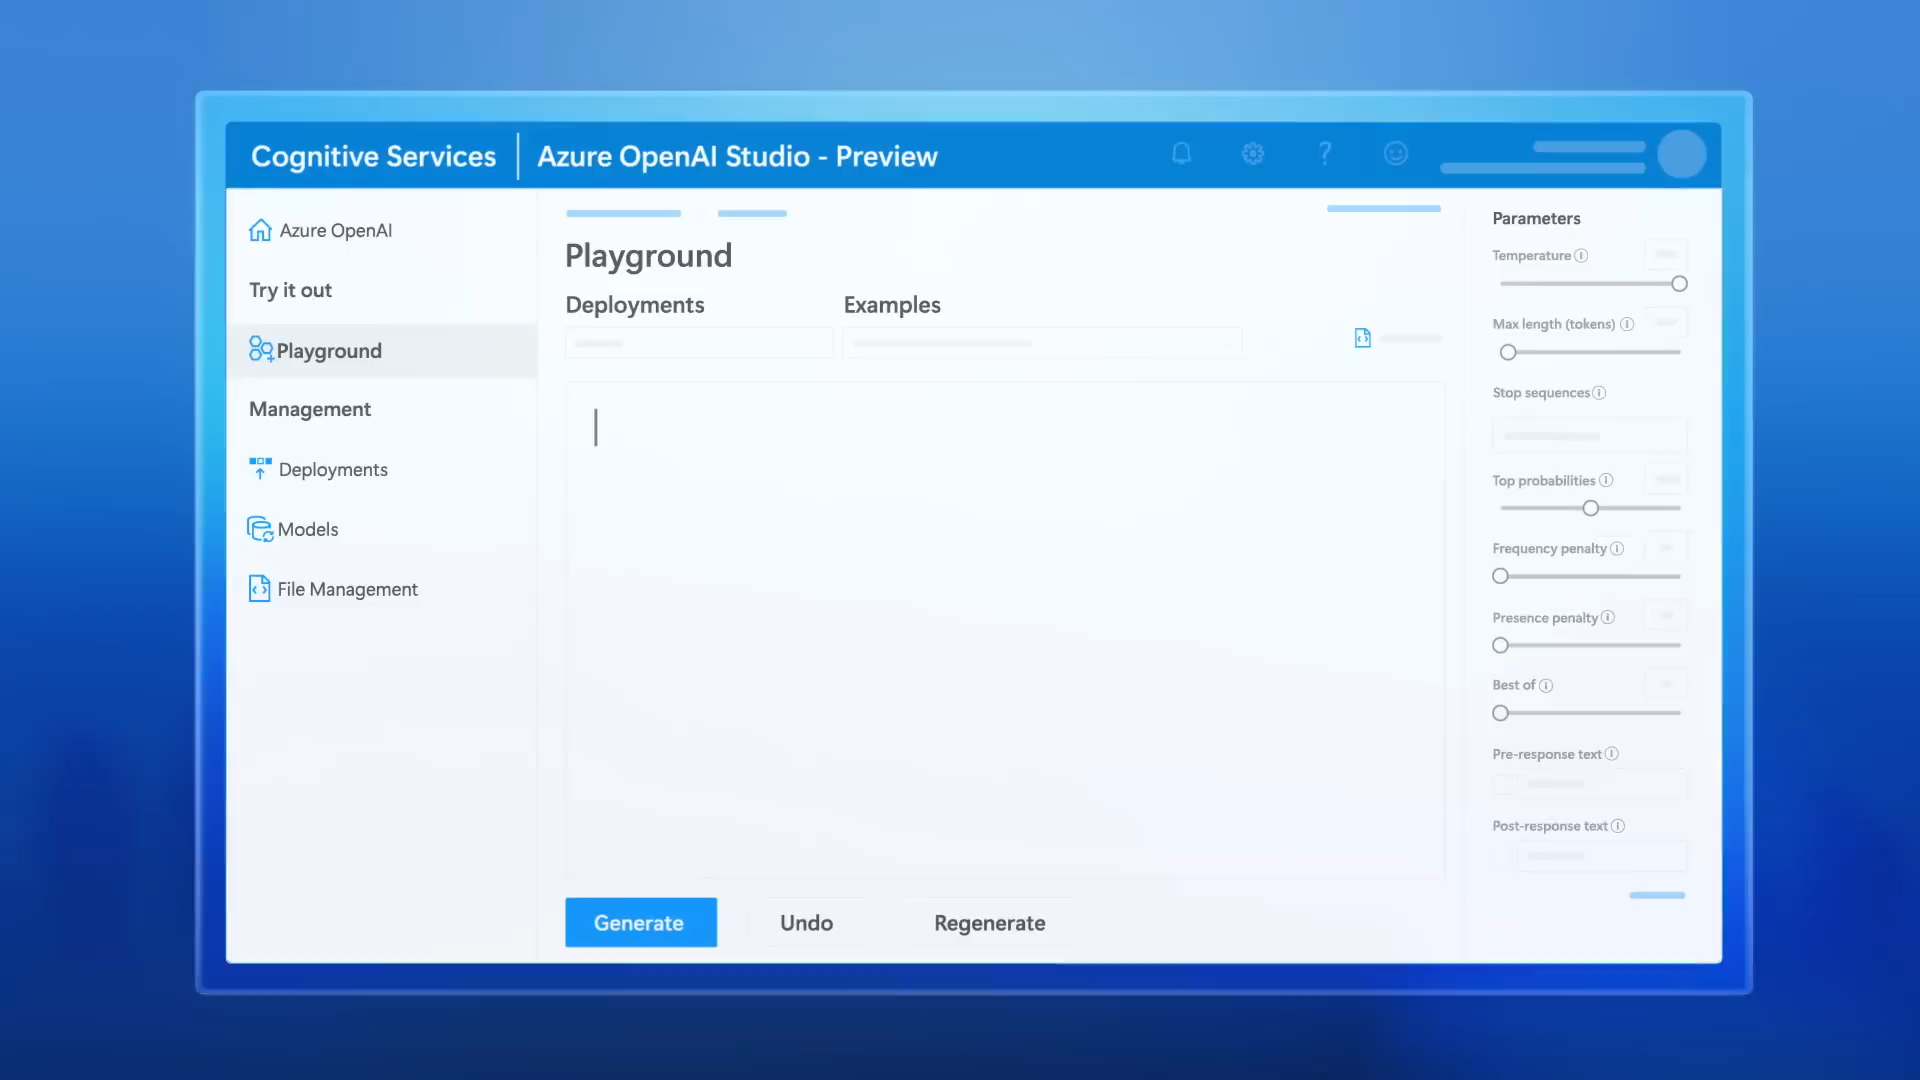 Cognitive Services
Azure OpenAI Studio - Preview
Azure OpenAI
Try it out
Playground
Management
Deployments
Models
File Management
Playground
Deployments
Examples
Generate
Undo
Regenerate
Parameters
Temperature
Max length (tokens)
Stop sequences
Top probabilities
Frequency penalty
Presence penalty
Best of
Pre-response text
Post-response text